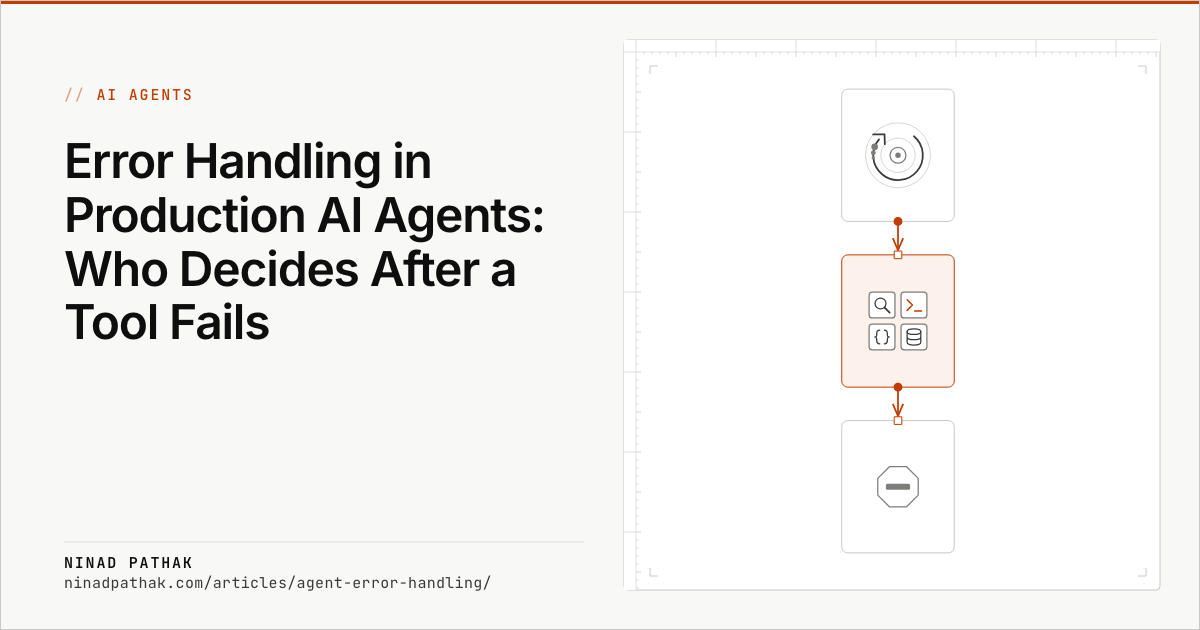 // AI AGENTS
Error Handling in
Production AI Agents:
Who Decides After a
Tool Fails
NINAD PATHAK
ninadpathak.com/articles/agent-error-handling/